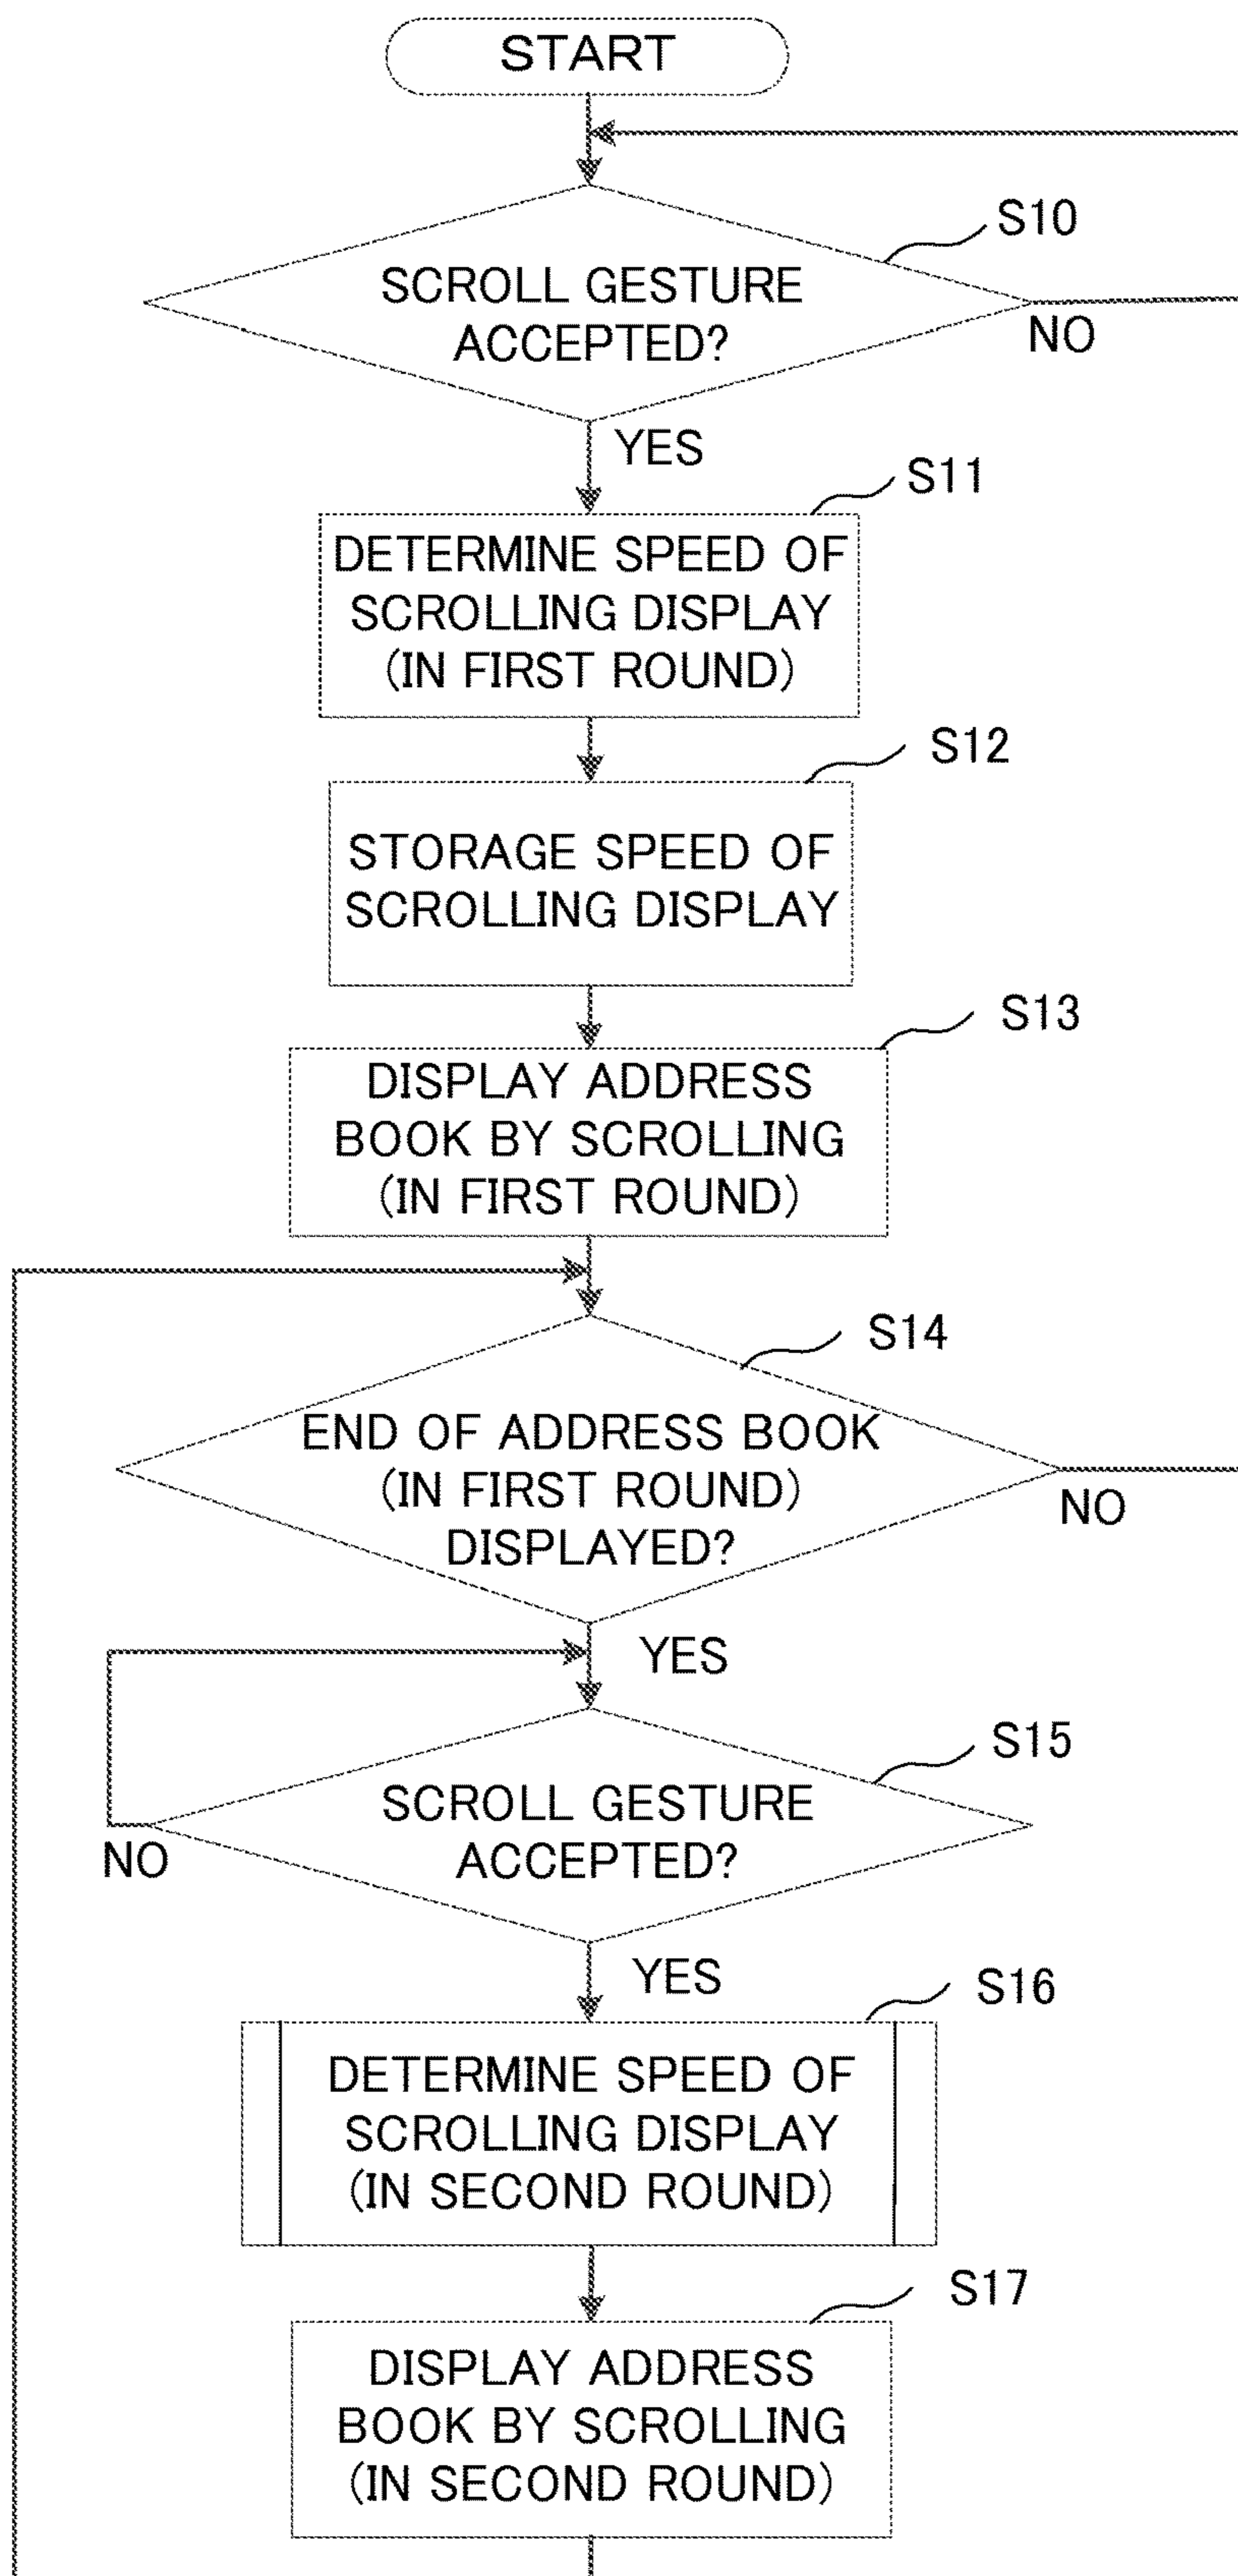 START
S10
SCROLL GESTURE
ACCEPTED?
NO
YES
S11
DETERMINE SPEED OF
SCROLLING DISPLAY
(IN FIRST ROUND)
S12
STORAGE SPEED OF
SCROLLING DISPLAY
S13
DISPLAY ADDRESS
BOOK BY SCROLLING
(IN FIRST ROUND)
S14
END OF ADDRESS BOOK
(IN FIRST ROUND)
DISPLAYED?
NO
YES
S15
SCROLL GESTURE
ACCEPTED?
NO
YES
S16
DETERMINE SPEED OF
SCROLLING DISPLAY
(IN SECOND ROUND)
S17
DISPLAY ADDRESS
BOOK BY SCROLLING
(IN SECOND ROUND)